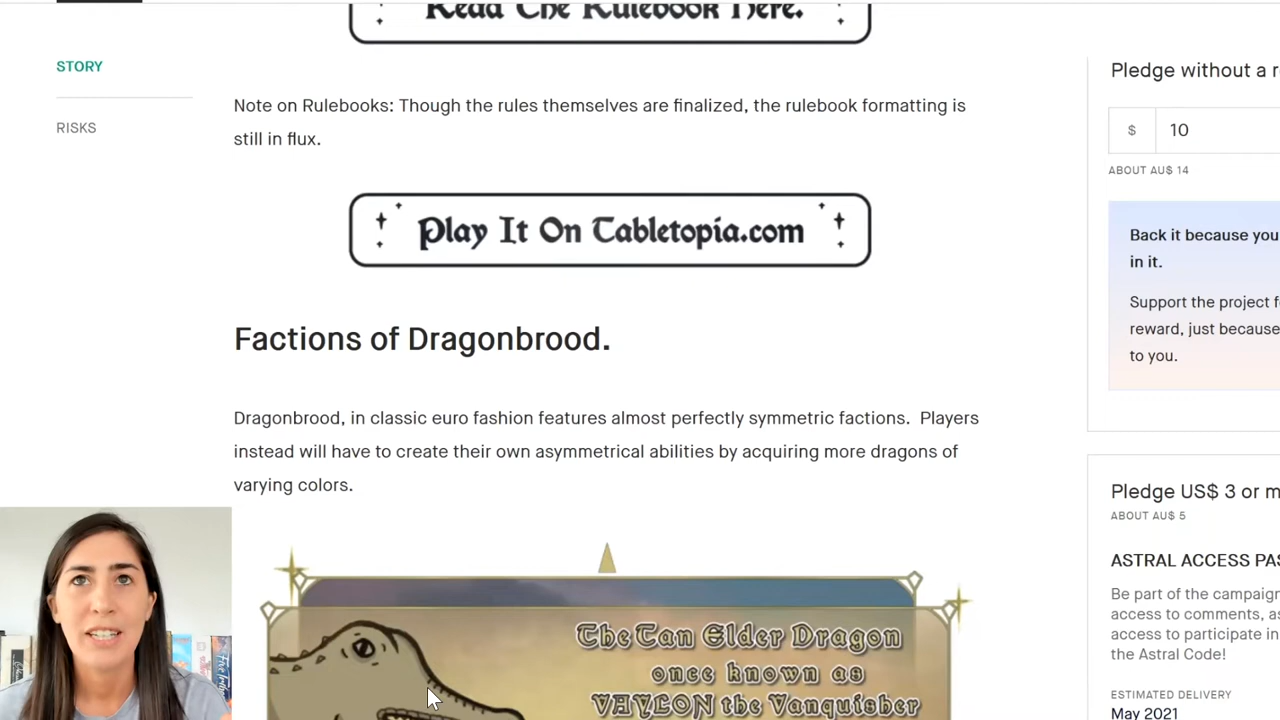 Read The Rulebook Here.
STORY
RISKS
Note on Rulebooks: Though the rules themselves are finalized, the rulebook formatting is
still in flux.
Play It On Tabletopia.com
Factions of Dragonbrood.
Dragonbrood, in classic euro fashion features almost perfectly symmetric factions. Players
instead will have to create their own asymmetrical abilities by acquiring more dragons of
varying colors.
The Tan Elder Dragon
once known as
VAYLON the Vanquisher
Pledge without a r
$ 10
ABOUT AU$ 14
Back it because you
in it.
Support the project f
reward, just because
to you.
Pledge US$ 3 or m
ABOUT AU$ 5
ASTRAL ACCESS PAS
Be part of the campaign
access to comments, as
access to participate in
the Astral Code!
ESTIMATED DELIVERY
May 2021